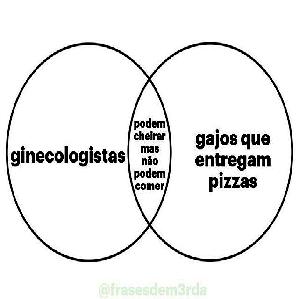 ginecologistas
podem
cheirar
mas
não
podem
comer
gajos que
entregam
pizzas
@frasesdem3rda